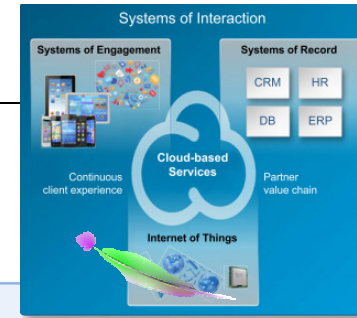 Systems of Interaction
Systems of Engagement
Systems of Record
CRM
HR
DB
ERP
Cloud-based
Services
Continuous
client experience
Partner
value chain
Internet of Things